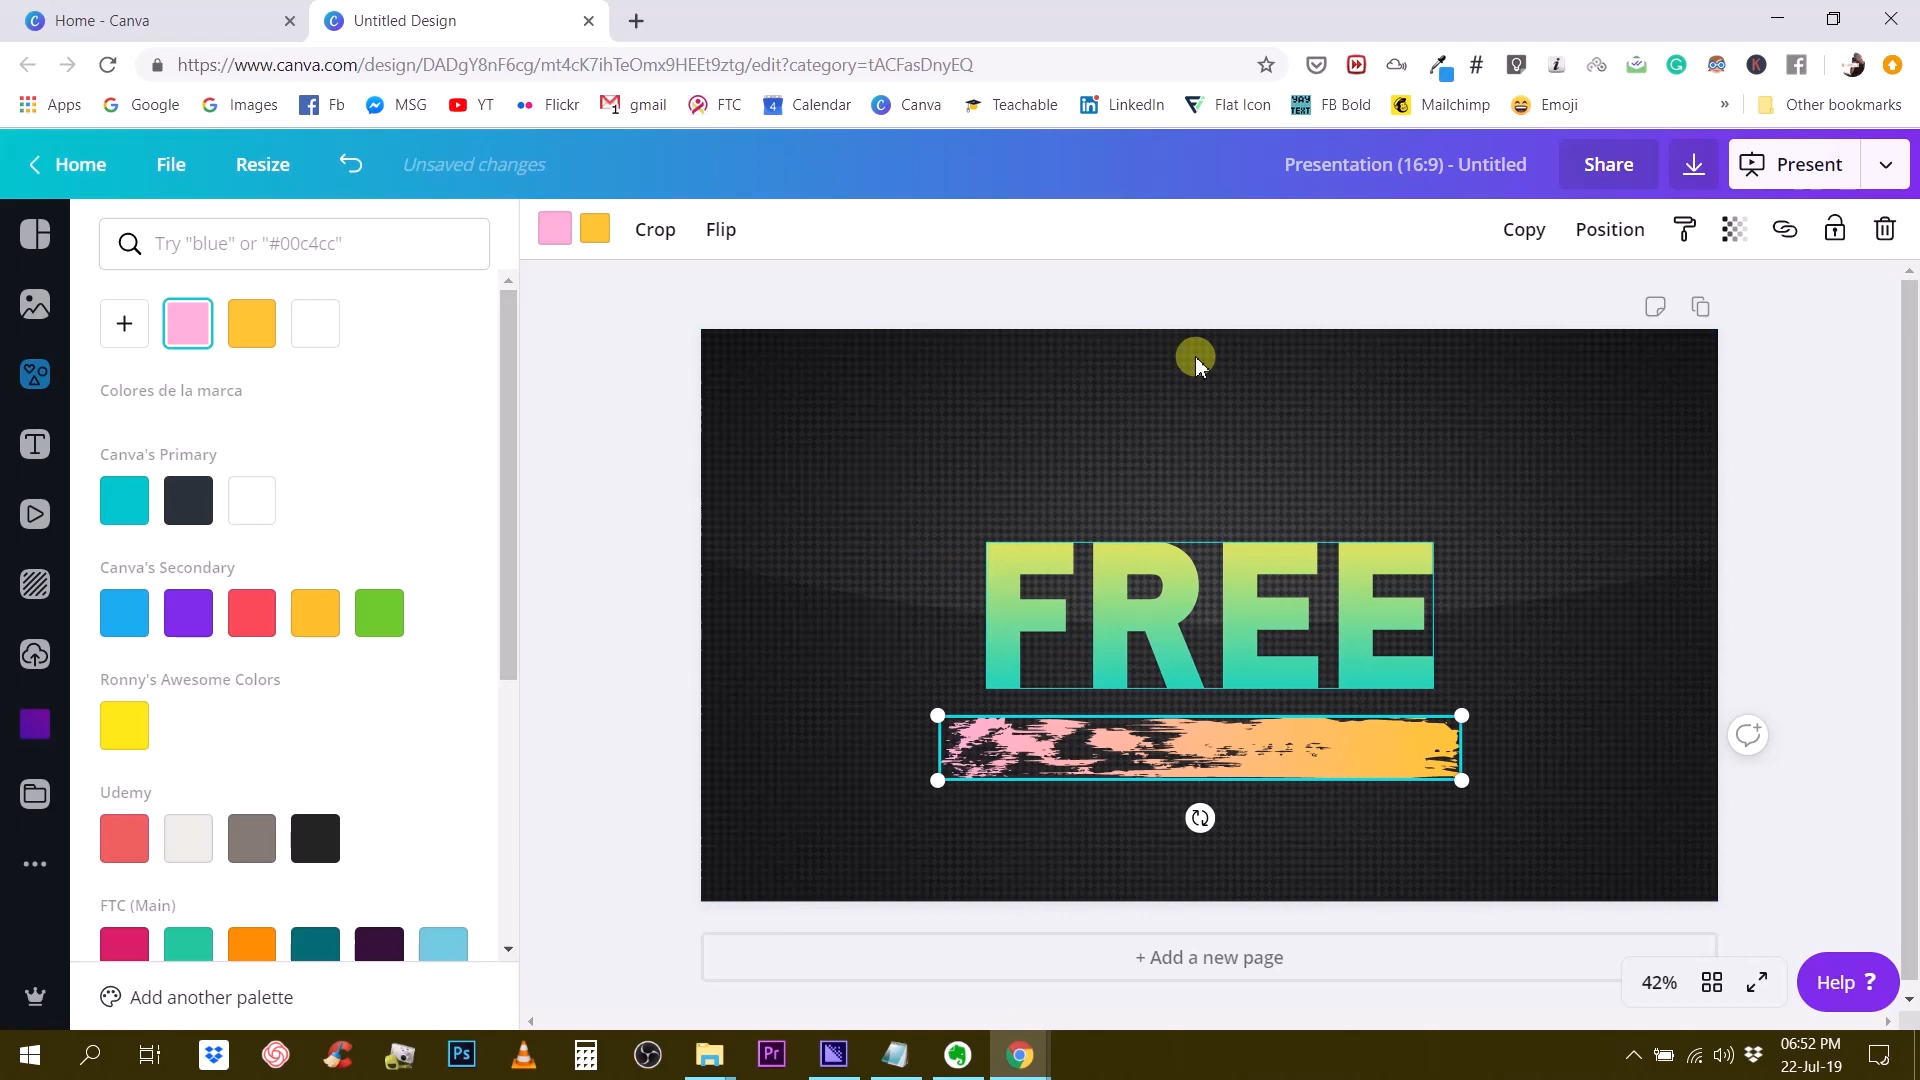 Home - Canva
Untitled Design
https://www.canva.com/design/DADgY8nF6cg/mt4cK7ihTeOmx9HEEt9ztg/edit?category=tACFasDnyEQ
Apps Google Images Fb MSG YT Flickr gmail FTC Calendar Canva Teachable LinkedIn Flat Icon FB Bold Mailchimp Emoji » Other bookmarks
Home File Resize Unsaved changes Presentation (16:9) - Untitled Share Present
Try "blue" or "#00c4cc"
Crop Flip Copy Position
Colores de la marca
Canva's Primary
Canva's Secondary
Ronny's Awesome Colors
Udemy
FTC (Main)
Add another palette
FREE
+ Add a new page
42%
Help ?
06:52 PM
22-Jul-19